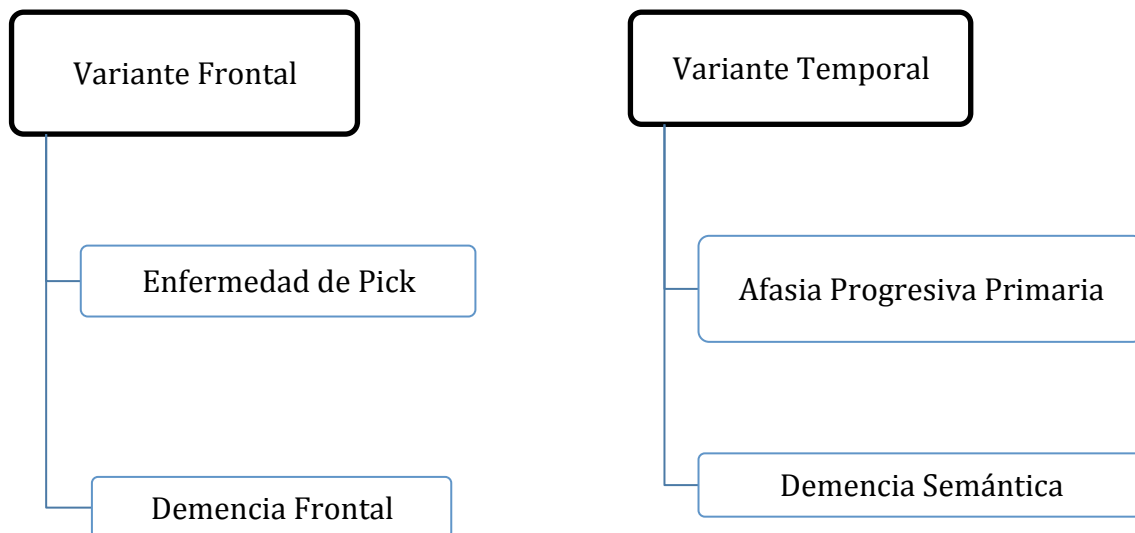 Variante Frontal
Enfermedad de Pick
Demencia Frontal
Variante Temporal
Afasia Progresiva Primaria
Demencia Semántica